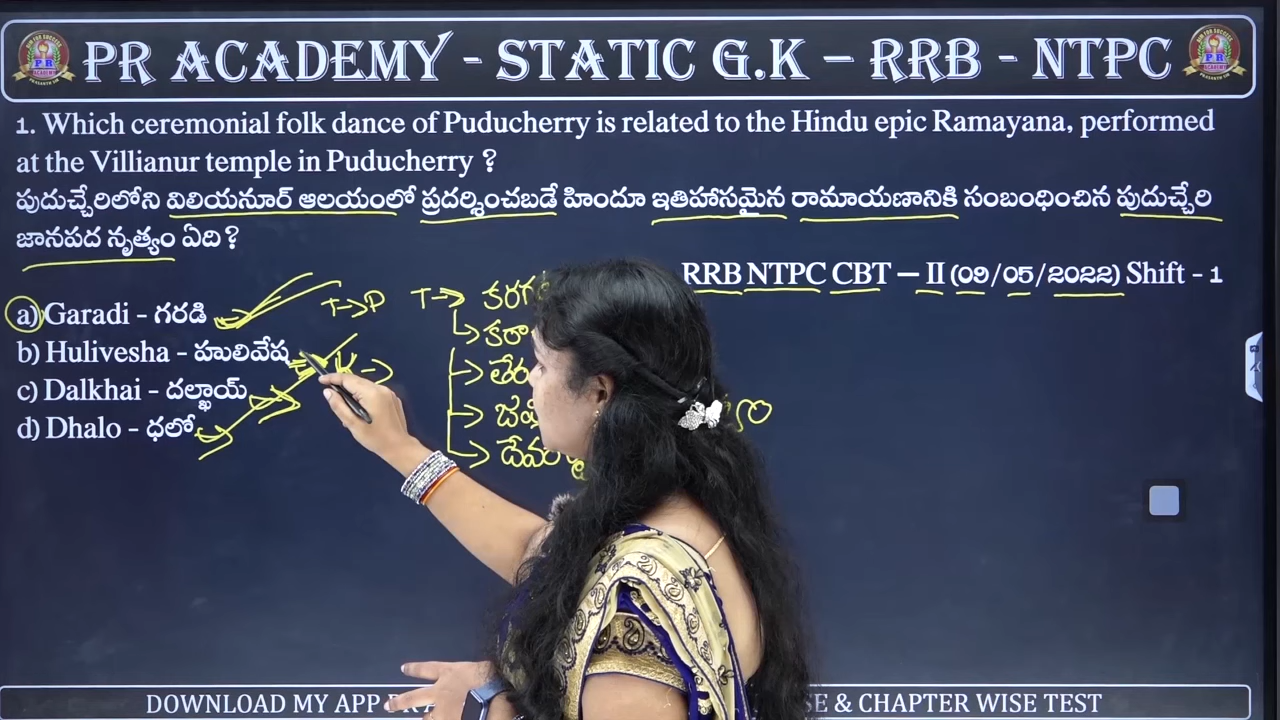 PR ACADEMY - STATIC G.K – RRB - NTPC
1. Which ceremonial folk dance of Puducherry is related to the Hindu epic Ramayana, performed
at the Villianur temple in Puducherry ?
పుదుచ్చేరిలోని విలియనూర్ ఆలయంలో ప్రదర్శించబడే హిందూ ఇతిహాసమైన రామాయణానికి సంబంధించిన పుదుచ్చేరి
జానపద నృత్యం ఏది?
RRB NTPC CBT – II (09/05/2022) Shift - 1
a) Garadi - గరడి
T → P
T →
b) Hulivesha - హులివేష
K →
c) Dalkhai - దల్ఖాయ్
d) Dhalo - ధలో
DOWNLOAD MY APP
& CHAPTER WISE TEST